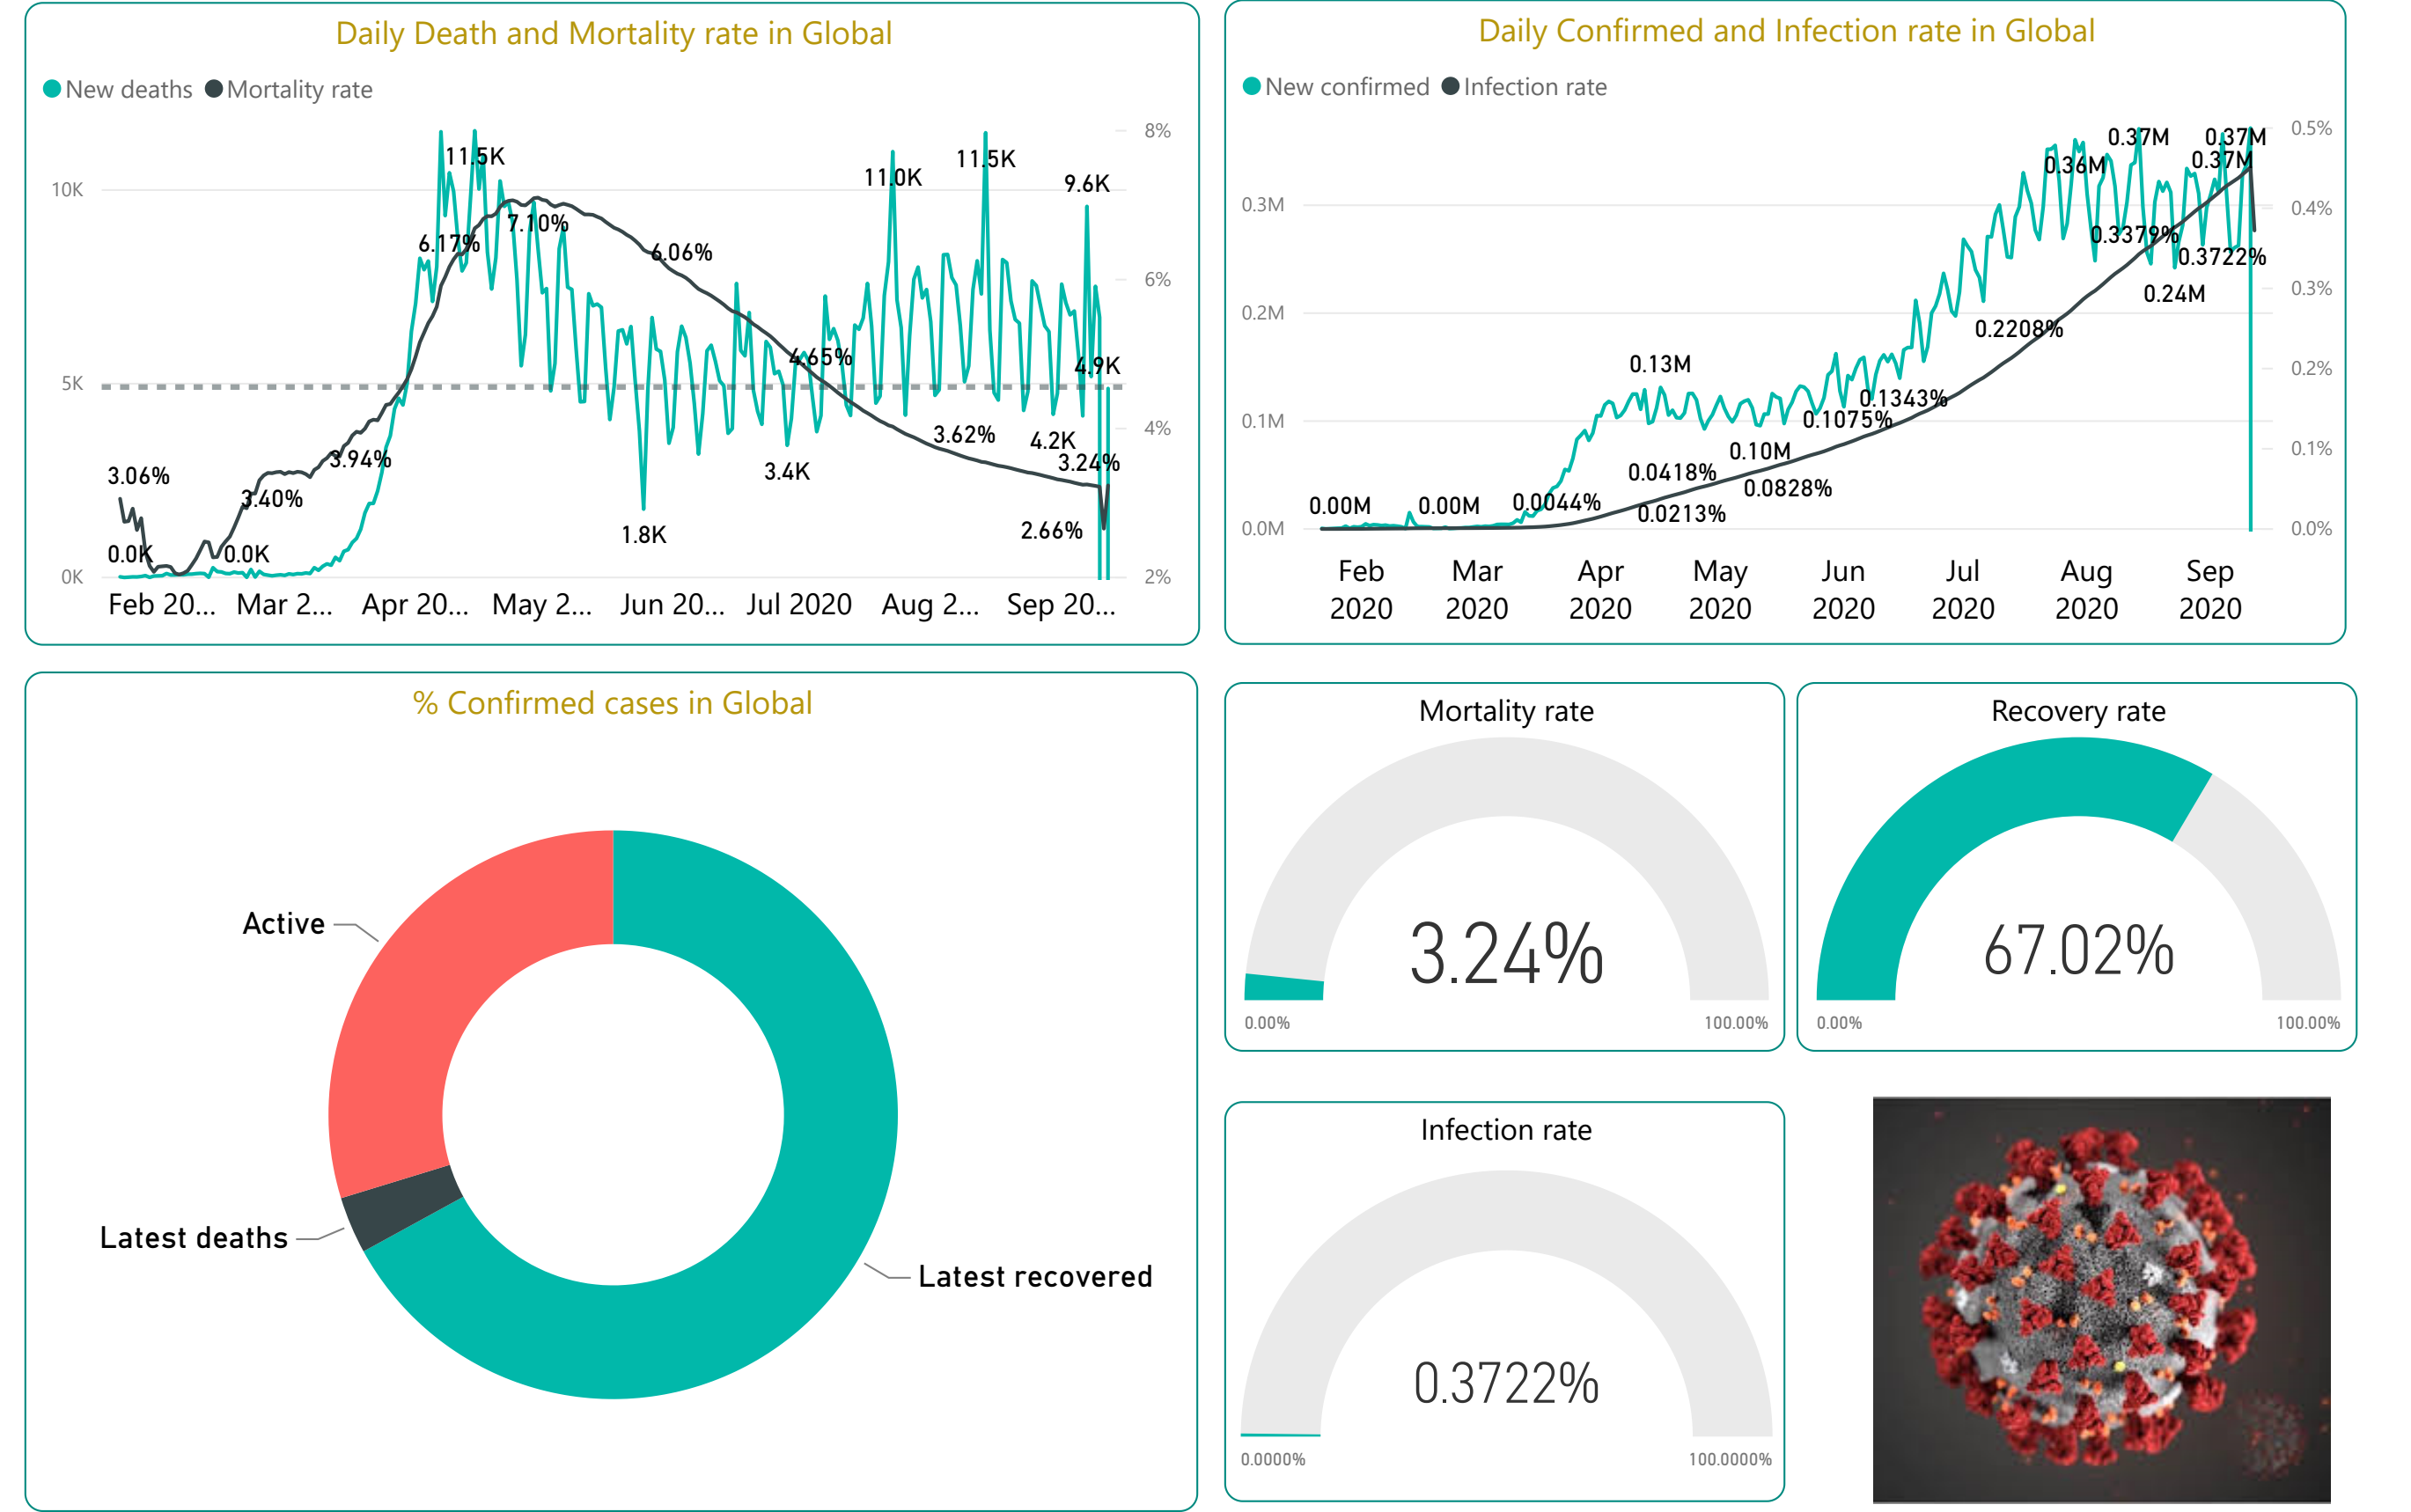 Daily Death and Mortality rate in Global
New deaths Mortality rate
8%
11.5K
11.0K
11.5K
9.6K
10K
7.10%
6.17%
6.06%
6%
4.65%
4.9K
5K
4%
3.06%
3.40%
3.94%
3.62%
4.2K
3.24%
3.4K
1.8K
2.66%
0.0K
0.0K
0K
2%
Feb 20... Mar 2... Apr 20... May 2... Jun 20... Jul 2020 Aug 2... Sep 20...
Daily Confirmed and Infection rate in Global
New confirmed Infection rate
0.5%
0.37M
0.37M
0.36M
0.37M
0.3M
0.4%
0.3379%
0.3722%
0.24M
0.3%
0.2M
0.2208%
0.13M
0.2%
0.1343%
0.1075%
0.1M
0.10M
0.1%
0.0418%
0.0828%
0.00M
0.00M
0.0044%
0.0213%
0.0M
0.0%
Feb Mar Apr May Jun Jul Aug Sep
2020 2020 2020 2020 2020 2020 2020 2020
% Confirmed cases in Global
Active
Latest deaths
Latest recovered
Mortality rate
3.24%
0.00% 100.00%
Recovery rate
67.02%
0.00% 100.00%
Infection rate
0.3722%
0.0000% 100.0000%